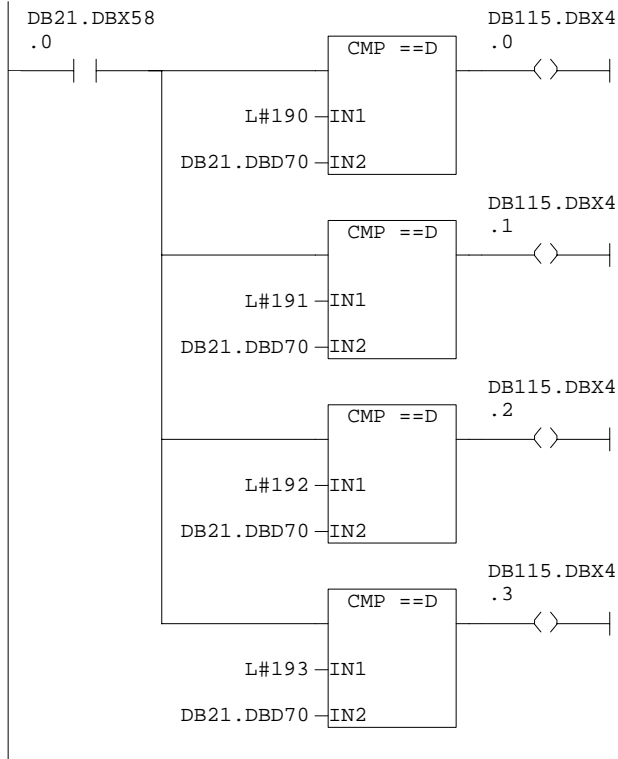 DB21.DBX58
.0
DB115.DBX4
.0
CMP ==D
L#190
IN1
DB21.DBD70
IN2
DB115.DBX4
.1
CMP ==D
L#191
IN1
DB21.DBD70
IN2
DB115.DBX4
.2
CMP ==D
L#192
IN1
DB21.DBD70
IN2
DB115.DBX4
.3
CMP ==D
L#193
IN1
DB21.DBD70
IN2